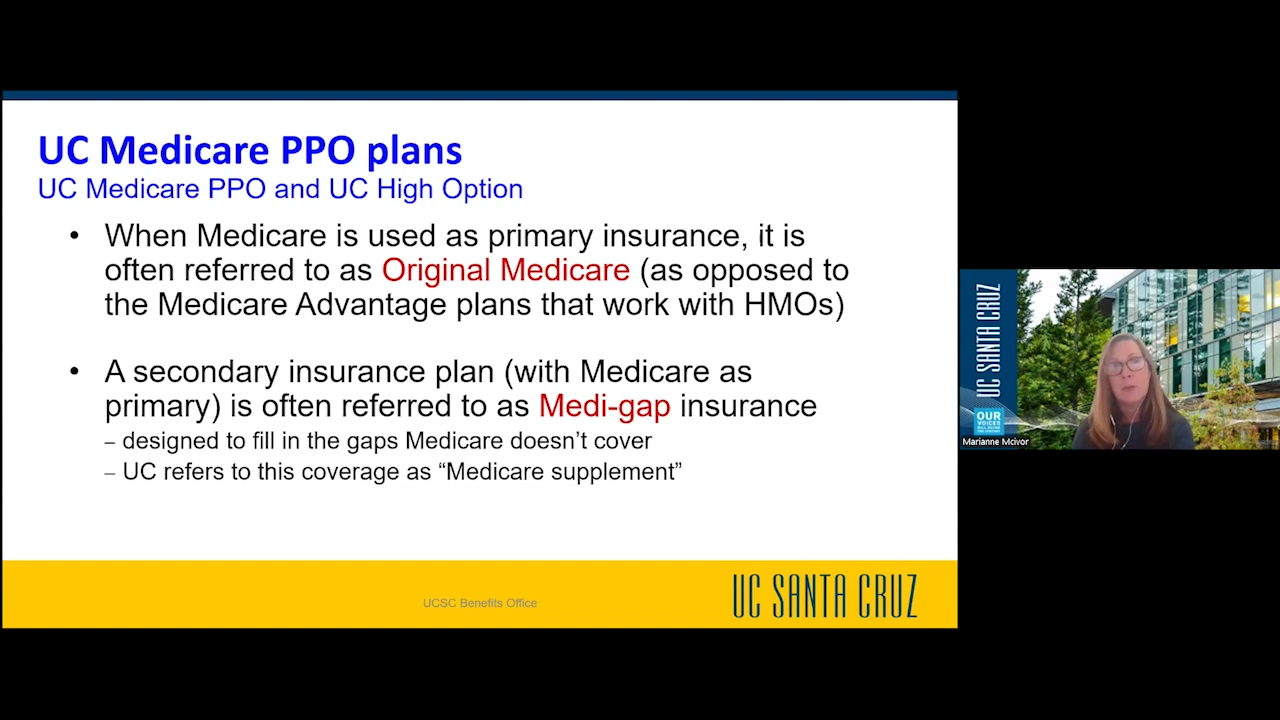 UC Medicare PPO plans
UC Medicare PPO and UC High Option
• When Medicare is used as primary insurance, it is
often referred to as Original Medicare (as opposed to
the Medicare Advantage plans that work with HMOs)
• A secondary insurance plan (with Medicare as
primary) is often referred to as Medi-gap insurance
– designed to fill in the gaps Medicare doesn’t cover
– UC refers to this coverage as “Medicare supplement”
UCSC Benefits Office
UC SANTA CRUZ
UC SANTA CRUZ
OUR
VOICES
Marianne Mcivor